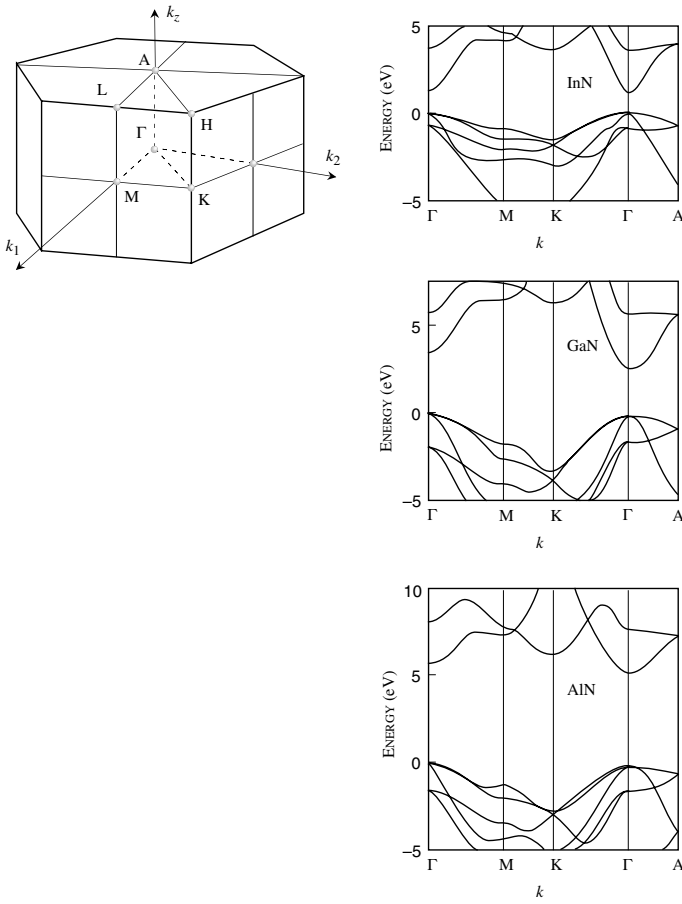 k_z
A
L
H
Γ
k_2
M
K
k_1
5
0
−5
ENERGY (eV)
InN
Γ M K Γ A
k
5
0
−5
ENERGY (eV)
GaN
Γ M K Γ A
k
10
5
0
−5
ENERGY (eV)
AlN
Γ M K Γ A
k